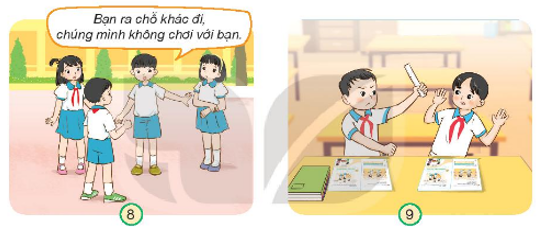 Bạn ra chỗ khác đi,
chúng mình không chơi với bạn.
8
9